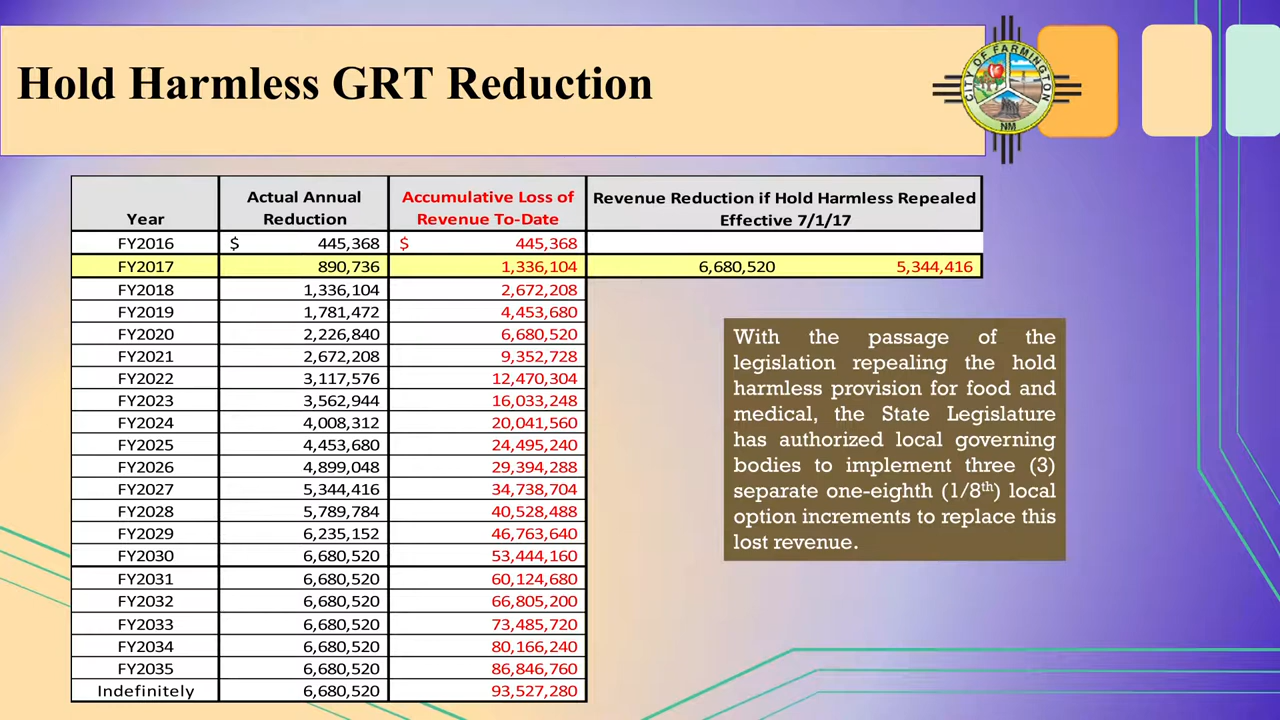 Hold Harmless GRT Reduction
CITY OF FARMINGTON
NM
Year Actual Annual Reduction Accumulative Loss of Revenue To-Date Revenue Reduction if Hold Harmless Repealed Effective 7/1/17
FY2016 $ 445,368 $ 445,368
FY2017 890,736 1,336,104 6,680,520 5,344,416
FY2018 1,336,104 2,672,208
FY2019 1,781,472 4,453,680
FY2020 2,226,840 6,680,520
FY2021 2,672,208 9,352,728
FY2022 3,117,576 12,470,304
FY2023 3,562,944 16,033,248
FY2024 4,008,312 20,041,560
FY2025 4,453,680 24,495,240
FY2026 4,899,048 29,394,288
FY2027 5,344,416 34,738,704
FY2028 5,789,784 40,528,488
FY2029 6,235,152 46,763,640
FY2030 6,680,520 53,444,160
FY2031 6,680,520 60,124,680
FY2032 6,680,520 66,805,200
FY2033 6,680,520 73,485,720
FY2034 6,680,520 80,166,240
FY2035 6,680,520 86,846,760
Indefinitely 6,680,520 93,527,280
With the passage of the
legislation repealing the hold
harmless provision for food and
medical, the State Legislature
has authorized local governing
bodies to implement three (3)
separate one-eighth (1/8th) local
option increments to replace this
lost revenue.